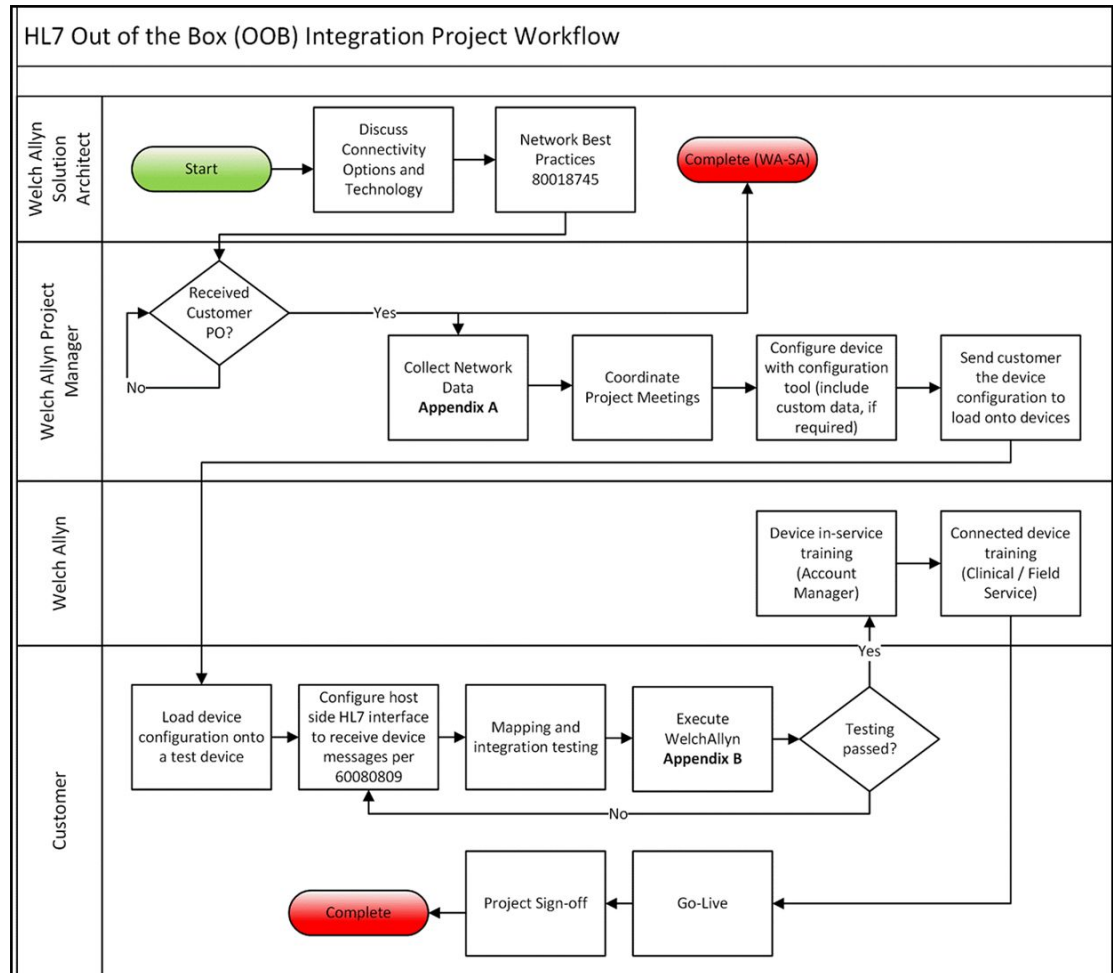 HL7 Out of the Box (OOB) Integration Project Workflow
Welch Allyn
Solution
Architect
Start
Discuss
Connectivity
Options and
Technology
Network Best
Practices
80018745
Complete (WA-SA)
Welch Allyn Project
Manager
Received
Customer
PO?
No
Yes
Collect Network
Data
Appendix A
Coordinate
Project Meetings
Configure device
with configuration
tool (include
custom data, if
required)
Send customer
the device
configuration to
load onto devices
Welch Allyn
Device in-service
training
(Account
Manager)
Connected device
training
(Clinical / Field
Service)
Customer
Load device
configuration onto
a test device
Configure host
side HL7 interface
to receive device
messages per
60080809
Mapping and
integration testing
Execute
WelchAllyn
Appendix B
Testing
passed?
Yes
No
Complete
Project Sign-off
Go-Live